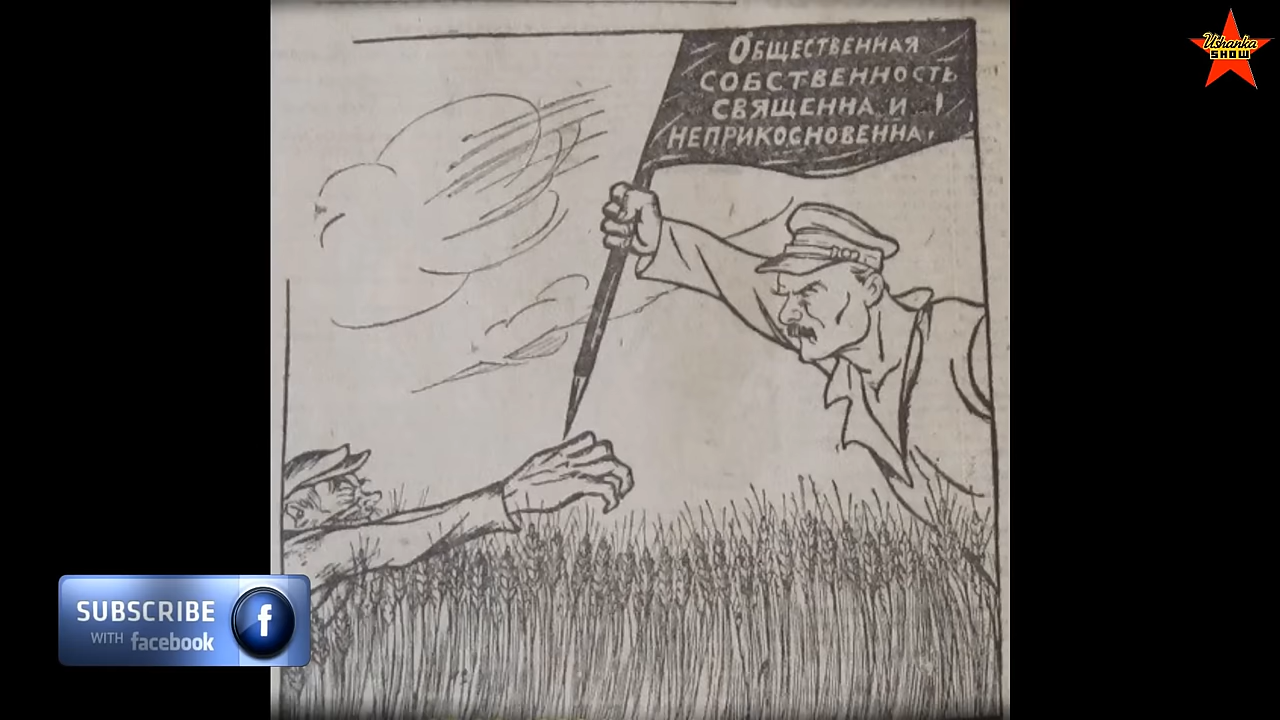 ОБЩЕСТВЕННАЯ
СОБСТВЕННОСТЬ
СВЯЩЕННА И
НЕПРИКОСНОВЕННА!
Ushanka
SHOW
SUBSCRIBE
WITH facebook
f